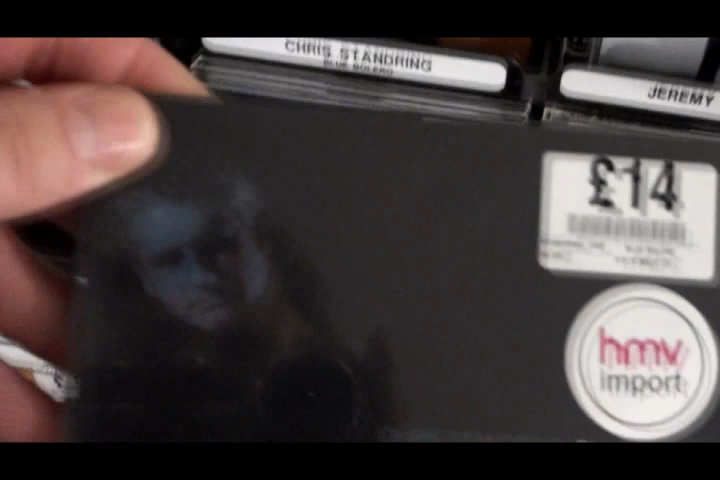 CHRIS STANDRING
BLUE BOLERO
JEREMY
£14
hmv
import